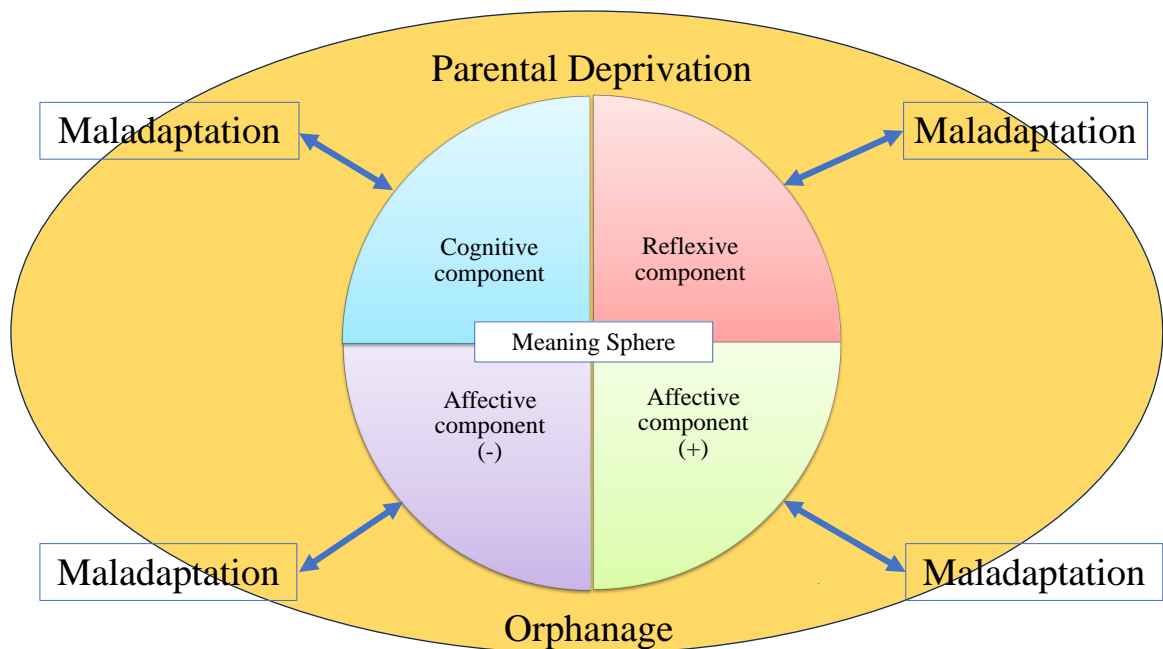 Parental Deprivation
Maladaptation
Maladaptation
Cognitive
component
Reflexive
component
Meaning Sphere
Affective
component
(-)
Affective
component
(+)
Maladaptation
Maladaptation
Orphanage